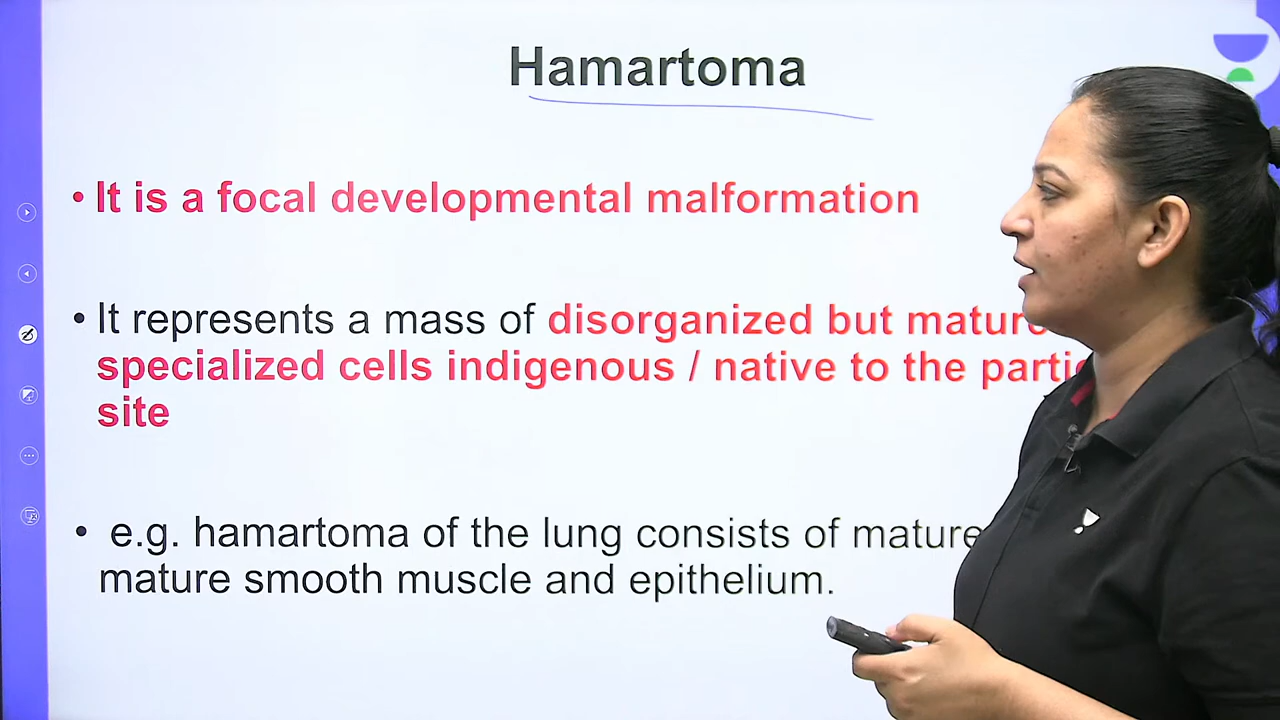 Hamartoma
• It is a focal developmental malformation
• It represents a mass of disorganized but mature
specialized cells indigenous / native to the
site
• e.g. hamartoma of the lung consists of mature
mature smooth muscle and epithelium.